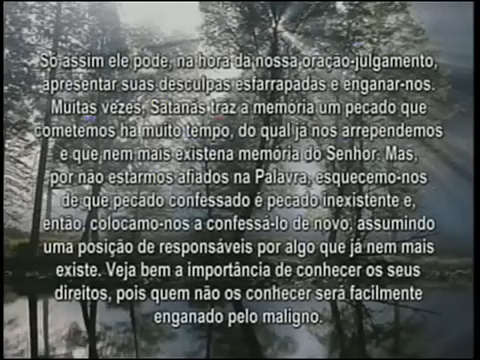 Só assim ele pode, na hora da nossa oração-julgamento,
apresentar suas desculpas esfarrapadas e enganar-nos.
Muitas vezes, Satanás traz a memória um pecado que
cometemos há muito tempo, do qual já nos arrependemos
e que nem mais existena memória do Senhor. Mas,
por não estarmos afiados na Palavra, esquecemo-nos
de que pecado confessado é pecado inexistente e,
então, colocamo-nos a confessá-lo de novo, assumindo
uma posição de responsáveis por algo que já nem mais
existe. Veja bem a importância de conhecer os seus
direitos, pois quem não os conhecer será facilmente
enganado pelo maligno.